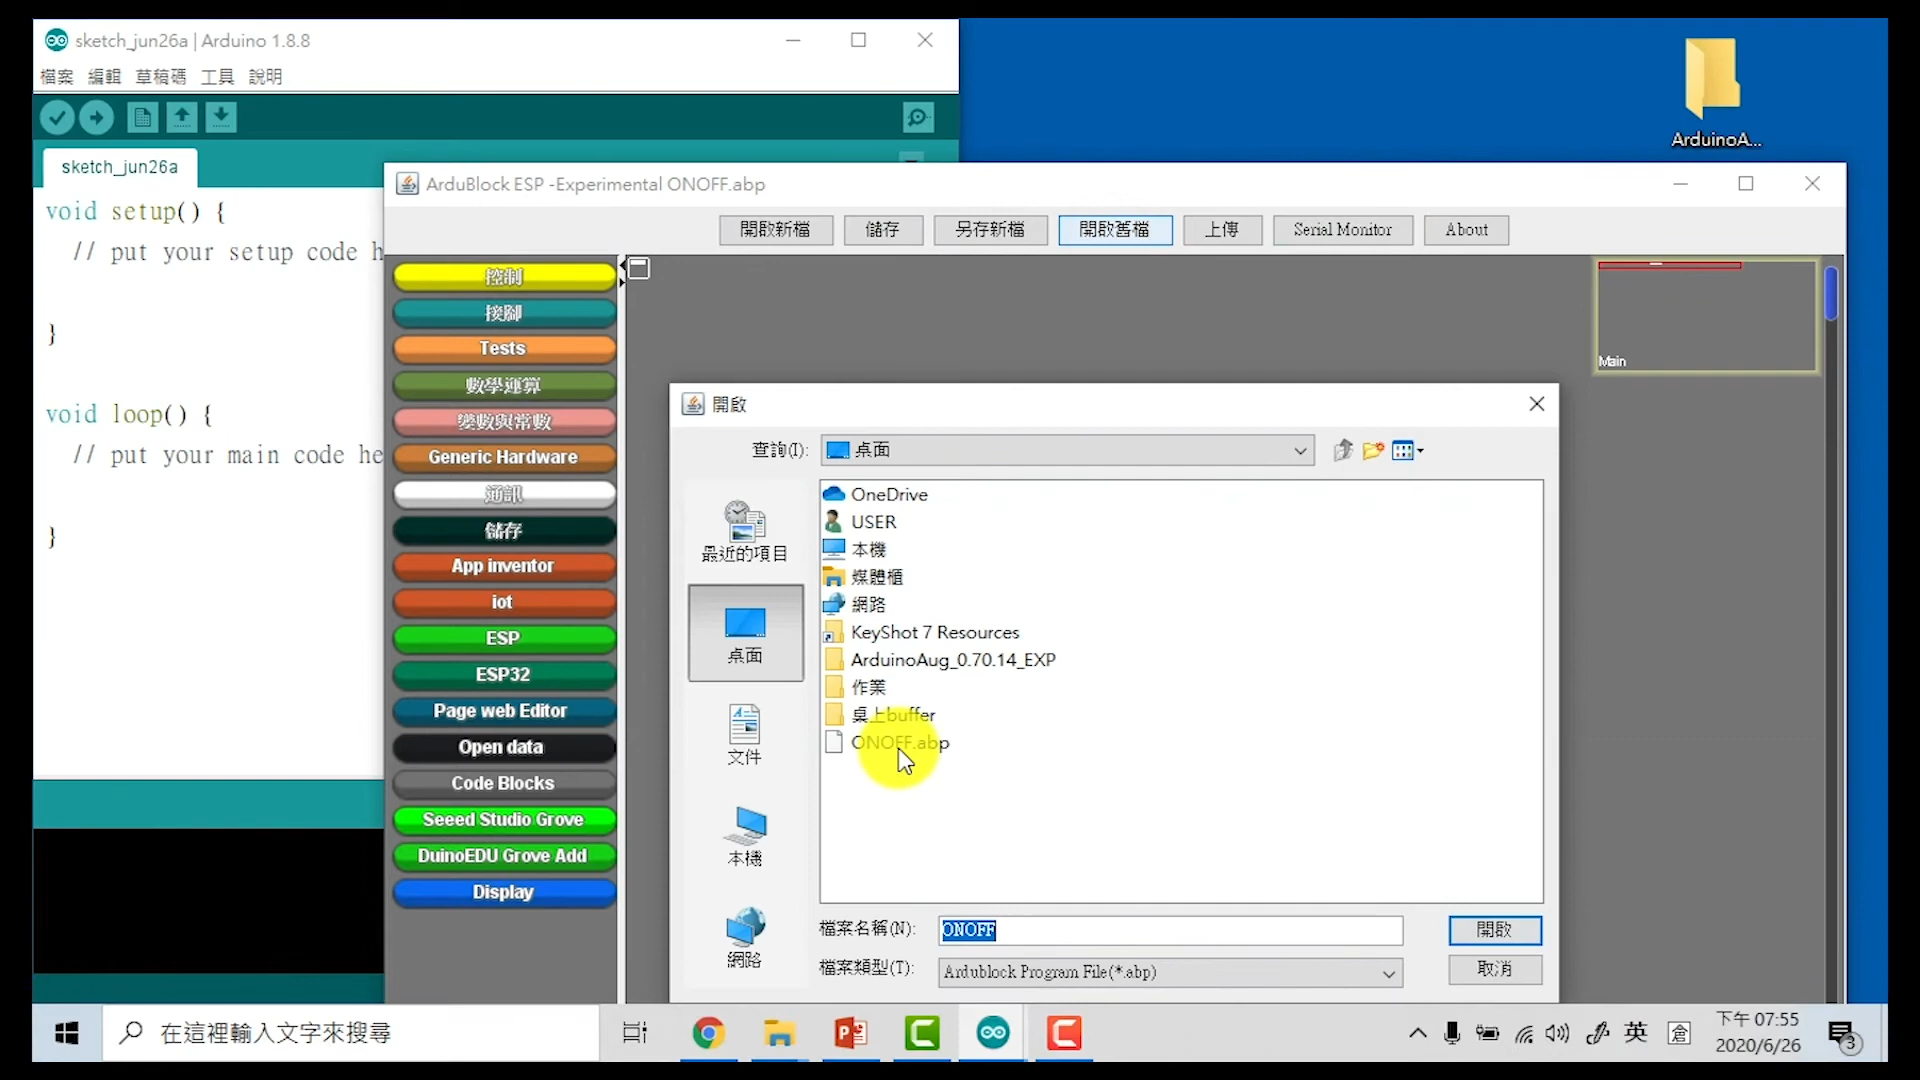 sketch_jun26a | Arduino 1.8.8
檔案 編輯 草稿碼 工具 說明
sketch_jun26a
void setup() {
// put your setup code h
}
void loop() {
// put your main code he
}
ArduinoA...
ArduBlock ESP -Experimental ONOFF.abp
開啟新檔 儲存 另存新檔 開啟舊檔 上傳 Serial Monitor About
控制
接腳
Tests
數學運算
變數與常數
Generic Hardware
通訊
儲存
App inventor
iot
ESP
ESP32
Page web Editor
Open data
Code Blocks
Seeed Studio Grove
DuinoEDU Grove Add
Display
Main
開啟
查詢(I): 桌面
最近的項目
桌面
文件
本機
網路
OneDrive
USER
本機
媒體櫃
網路
KeyShot 7 Resources
ArduinoAug_0.70.14_EXP
作業
桌上buffer
ONOFF.abp
檔案名稱(N): ONOFF 開啟
檔案類型(T): Ardublock Program File(*.abp) 取消
在這裡輸入文字來搜尋
英 倉
下午 07:55
2020/6/26
3